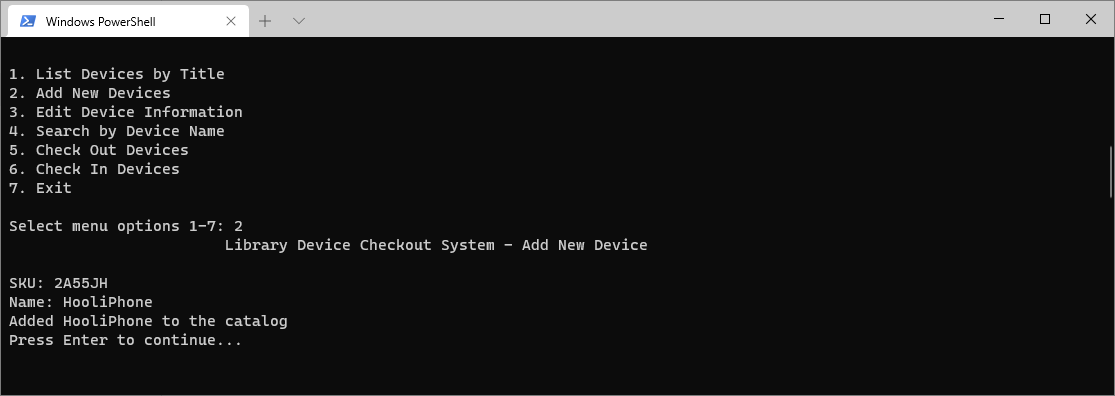 Windows PowerShell
1. List Devices by Title
2. Add New Devices
3. Edit Device Information
4. Search by Device Name
5. Check Out Devices
6. Check In Devices
7. Exit
Select menu options 1-7: 2
Library Device Checkout System - Add New Device
SKU: 2A55JH
Name: HooliPhone
Added HooliPhone to the catalog
Press Enter to continue...